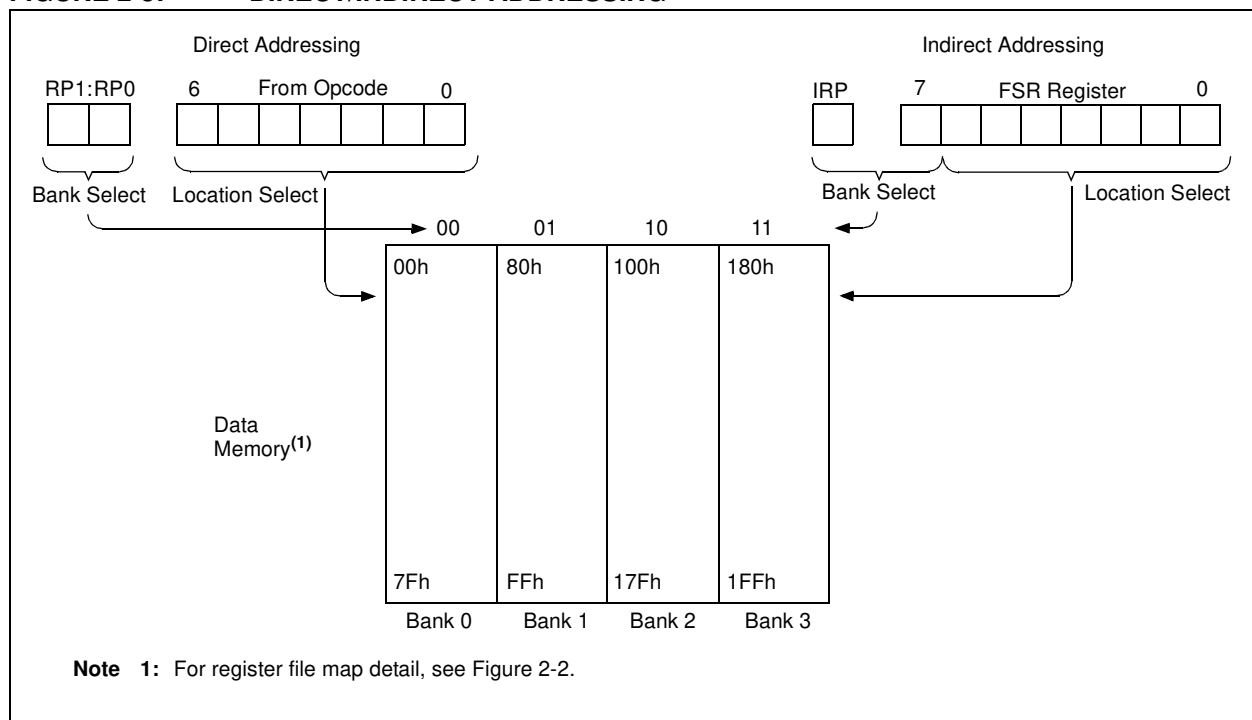 Direct Addressing Indirect Addressing
RP1:RP0 6 From Opcode 0 IRP 7 FSR Register 0
Bank Select Location Select Bank Select Location Select
00 01 10 11
00h 80h 100h 180h
Data
Memory(1)
7Fh FFh 17Fh 1FFh
Bank 0 Bank 1 Bank 2 Bank 3
Note 1: For register file map detail, see Figure 2-2.